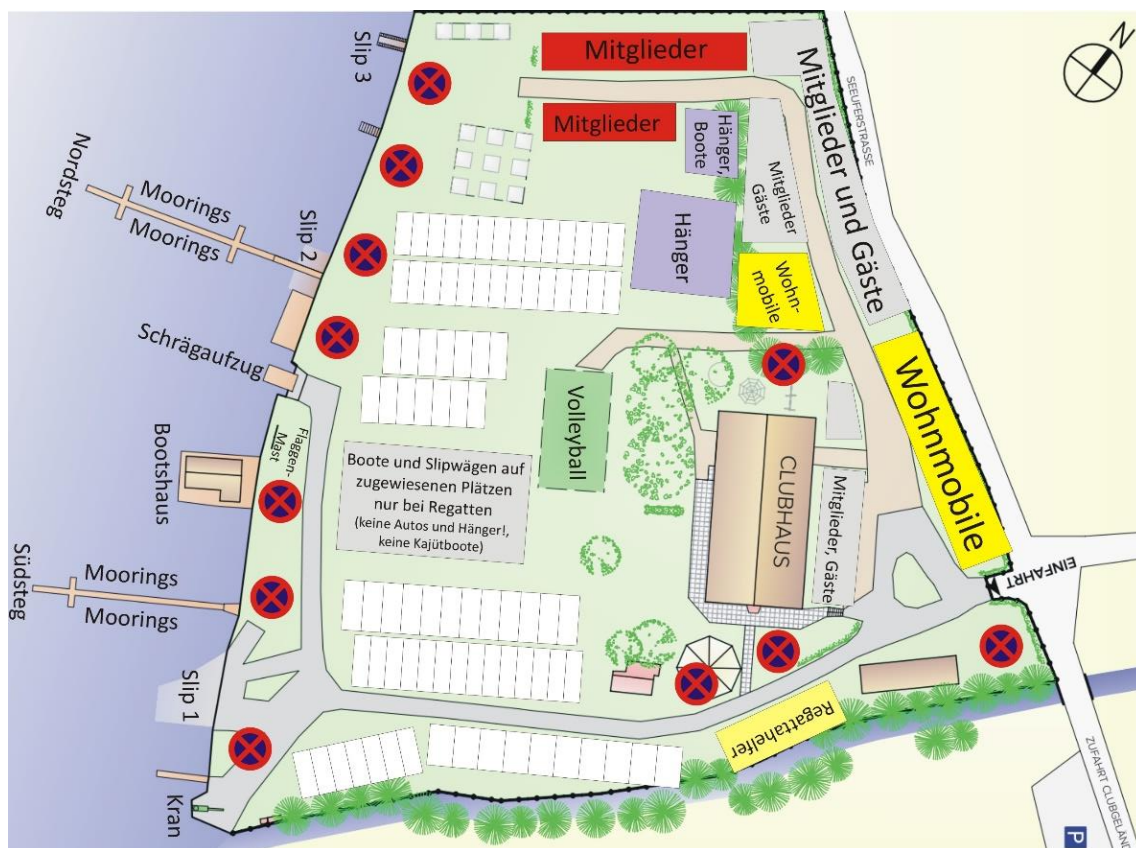 N
Slip 3
Mitglieder
Mitglieder und Gäste
SEEUFERSTRASSE
Mitglieder
Hänger,
Boote
Mitglieder
Gäste
Nordsteg
Moorings
Moorings
Slip 2
Hänger
Wohn-
mobile
Schrägaufzug
Wohnmobile
Volleyball
Flaggen-
Mast
Bootshaus
Boote und Slipwägen auf
zugewiesenen Plätzen
nur bei Regatten
(keine Autos und Hänger!,
keine Kajütboote)
CLUBHAUS
Mitglieder, Gäste
EINFAHRT
Südsteg
Moorings
Moorings
Slip 1
Regattahelfer
Kran
ZUFAHRT CLUBGELÄND
P